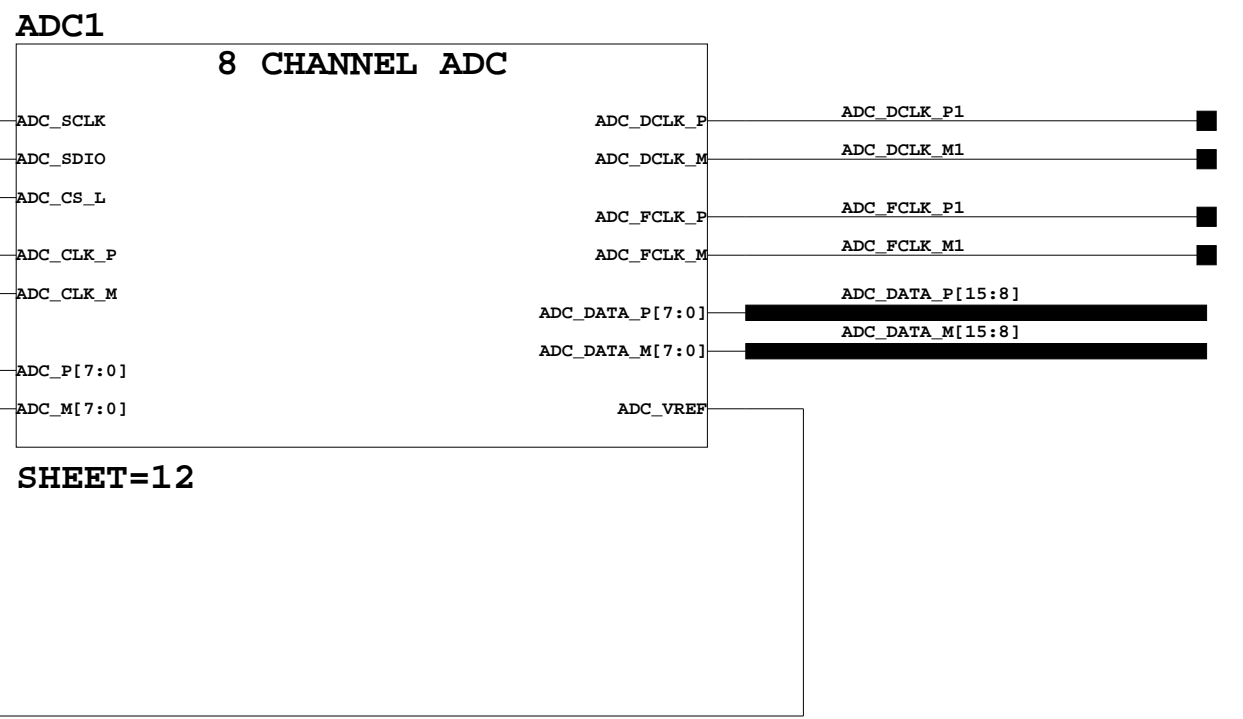 ADC1
8 CHANNEL ADC
ADC_SCLK
ADC_SDIO
ADC_CS_L
ADC_CLK_P
ADC_CLK_M
ADC_P[7:0]
ADC_M[7:0]
ADC_DCLK_P
ADC_DCLK_M
ADC_FCLK_P
ADC_FCLK_M
ADC_DATA_P[7:0]
ADC_DATA_M[7:0]
ADC_VREF
ADC_DCLK_P1
ADC_DCLK_M1
ADC_FCLK_P1
ADC_FCLK_M1
ADC_DATA_P[15:8]
ADC_DATA_M[15:8]
SHEET=12